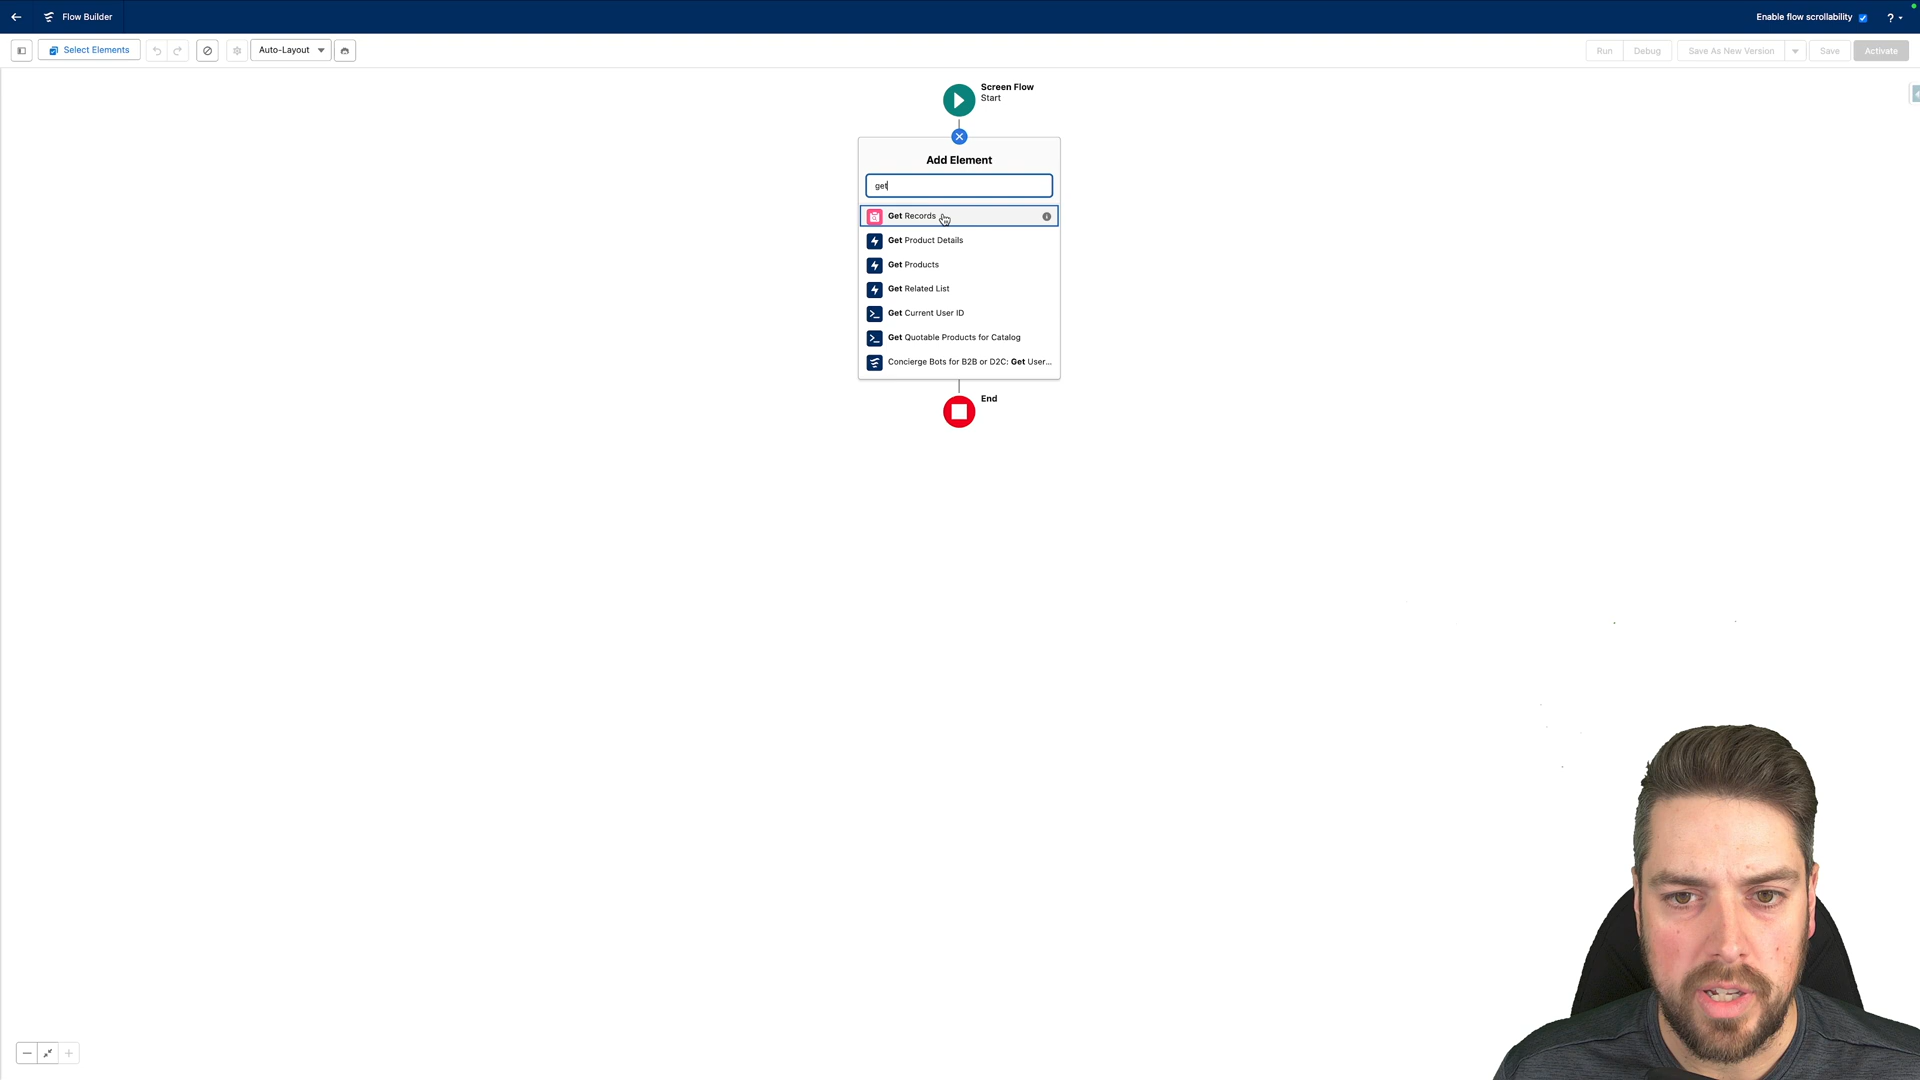 Flow Builder
Enable flow scrollability
?
Select Elements
Auto-Layout
Run
Debug
Save As New Version
Save
Activate
Screen Flow
Start
Add Element
get
Get Records
Get Product Details
Get Products
Get Related List
Get Current User ID
Get Quotable Products for Catalog
Concierge Bots for B2B or D2C: Get User...
End